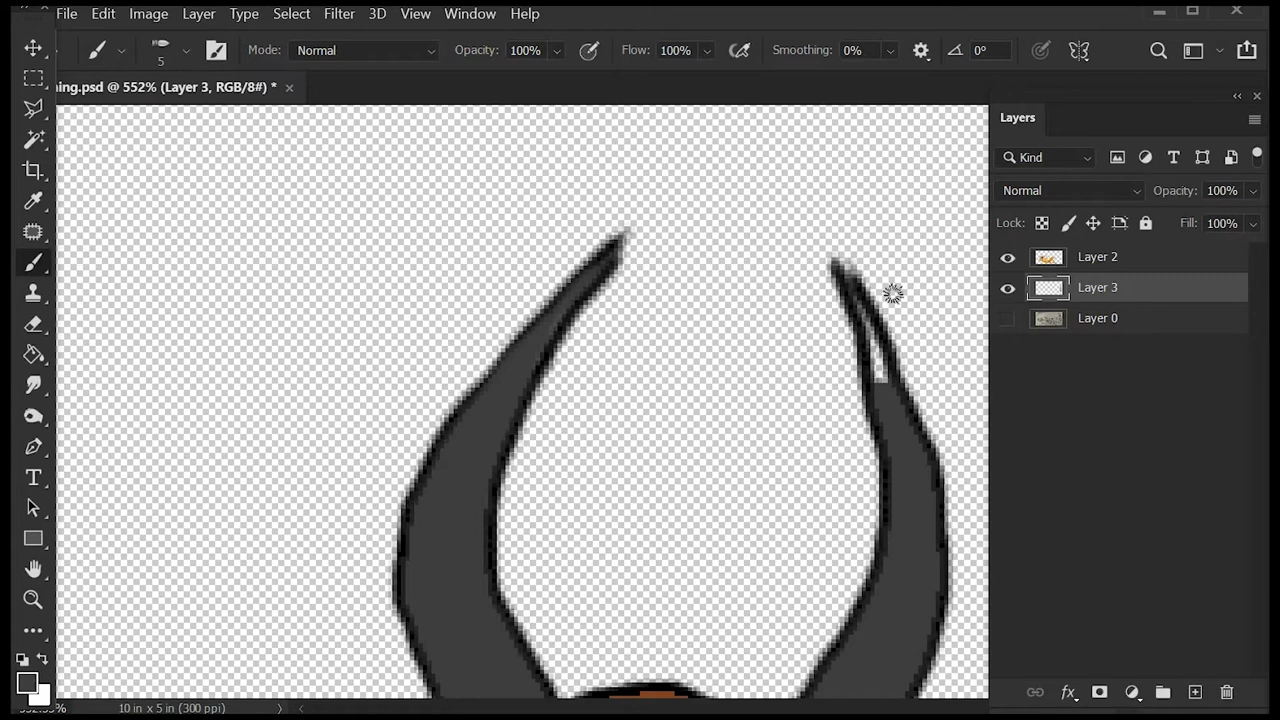 File Edit Image Layer Type Select Filter 3D View Window Help
5 Mode: Normal Opacity: 100% Flow: 100% Smoothing: 0% 0°
ning.psd @ 552% (Layer 3, RGB/8#) *
Layers
Kind
Normal Opacity: 100%
Lock: Fill: 100%
Layer 2
Layer 3
Layer 0
10 in x 5 in (300 ppi)